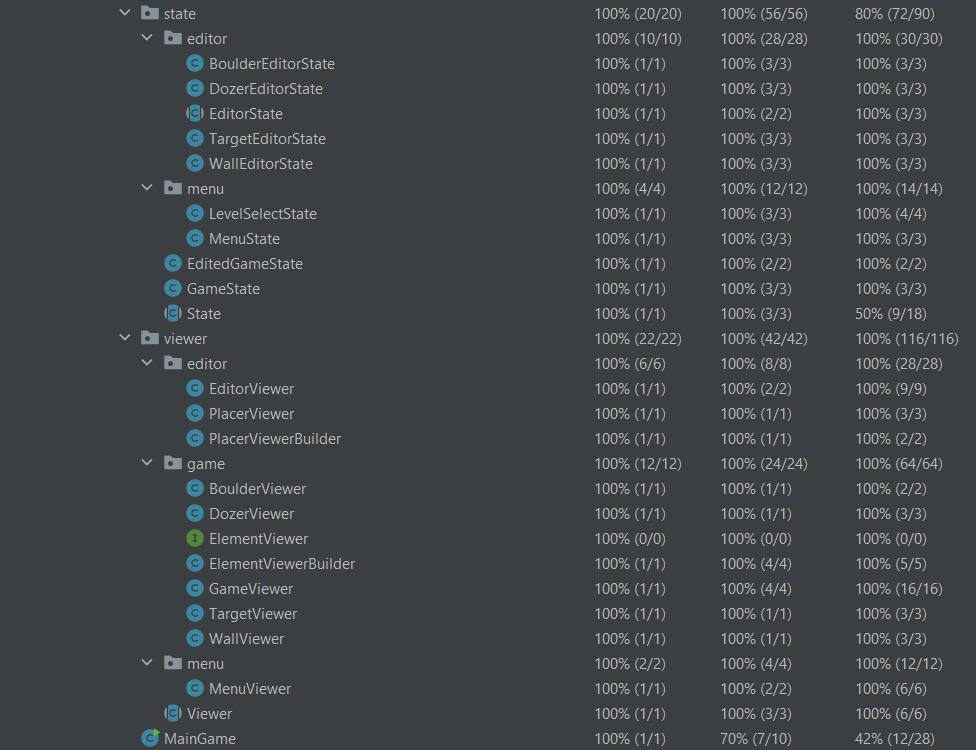 state 100% (20/20) 100% (56/56) 80% (72/90)
editor 100% (10/10) 100% (28/28) 100% (30/30)
C BoulderEditorState 100% (1/1) 100% (3/3) 100% (3/3)
C DozerEditorState 100% (1/1) 100% (3/3) 100% (3/3)
C EditorState 100% (1/1) 100% (2/2) 100% (3/3)
C TargetEditorState 100% (1/1) 100% (3/3) 100% (3/3)
C WallEditorState 100% (1/1) 100% (3/3) 100% (3/3)
menu 100% (4/4) 100% (12/12) 100% (14/14)
C LevelSelectState 100% (1/1) 100% (3/3) 100% (4/4)
C MenuState 100% (1/1) 100% (3/3) 100% (3/3)
C EditedGameState 100% (1/1) 100% (2/2) 100% (2/2)
C GameState 100% (1/1) 100% (3/3) 100% (3/3)
C State 100% (1/1) 100% (3/3) 50% (9/18)
viewer 100% (22/22) 100% (42/42) 100% (116/116)
editor 100% (6/6) 100% (8/8) 100% (28/28)
C EditorViewer 100% (1/1) 100% (2/2) 100% (9/9)
C PlacerViewer 100% (1/1) 100% (1/1) 100% (3/3)
C PlacerViewerBuilder 100% (1/1) 100% (1/1) 100% (2/2)
game 100% (12/12) 100% (24/24) 100% (64/64)
C BoulderViewer 100% (1/1) 100% (1/1) 100% (2/2)
C DozerViewer 100% (1/1) 100% (1/1) 100% (3/3)
I ElementViewer 100% (0/0) 100% (0/0) 100% (0/0)
C ElementViewerBuilder 100% (1/1) 100% (4/4) 100% (5/5)
C GameViewer 100% (1/1) 100% (4/4) 100% (16/16)
C TargetViewer 100% (1/1) 100% (1/1) 100% (3/3)
C WallViewer 100% (1/1) 100% (1/1) 100% (3/3)
menu 100% (2/2) 100% (4/4) 100% (12/12)
C MenuViewer 100% (1/1) 100% (2/2) 100% (6/6)
C Viewer 100% (1/1) 100% (3/3) 100% (6/6)
C MainGame 100% (1/1) 70% (7/10) 42% (12/28)